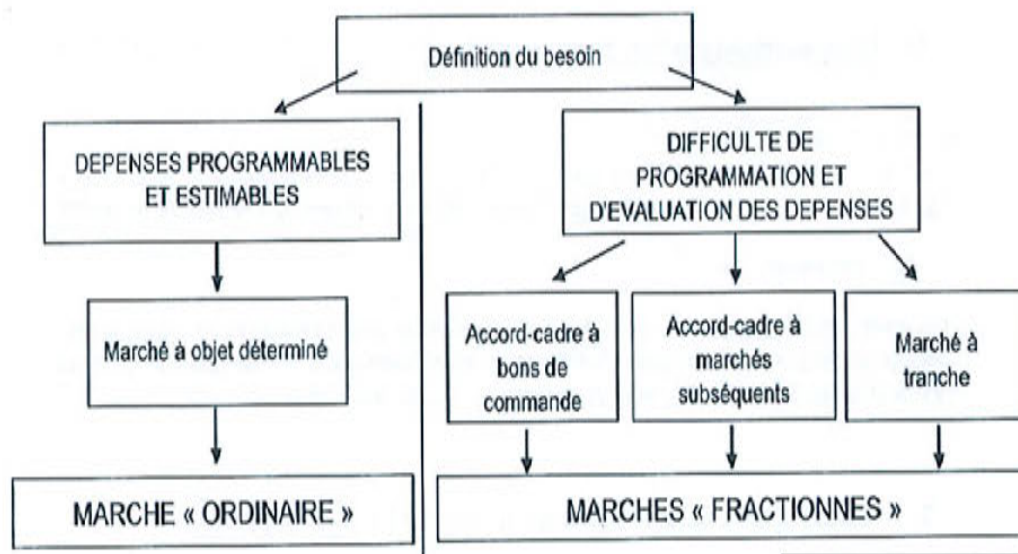 Définition du besoin
DEPENSES PROGRAMMABLES
ET ESTIMABLES
DIFFICULTE DE
PROGRAMMATION ET
D'EVALUATION DES DEPENSES
Marché à objet déterminé
Accord-cadre à
bons de
commande
Accord-cadre à
marchés
subséquents
Marché à
tranche
MARCHE « ORDINAIRE »
MARCHES « FRACTIONNES »